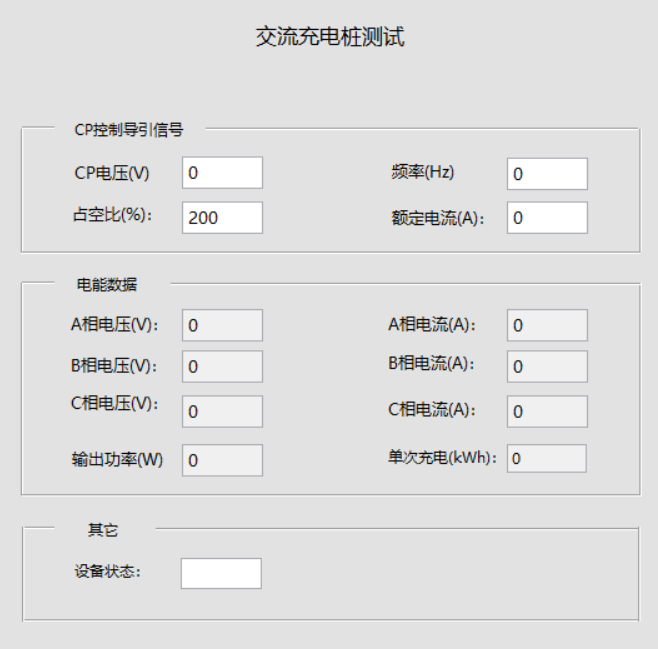 交流充电桩测试
CP控制导引信号
CP电压(V) 0 频率(Hz) 0
占空比(%): 200 额定电流(A): 0
电能数据
A相电压(V): 0 A相电流(A): 0
B相电压(V): 0 B相电流(A): 0
C相电压(V): 0 C相电流(A): 0
输出功率(W) 0 单次充电(kWh): 0
其它
设备状态: